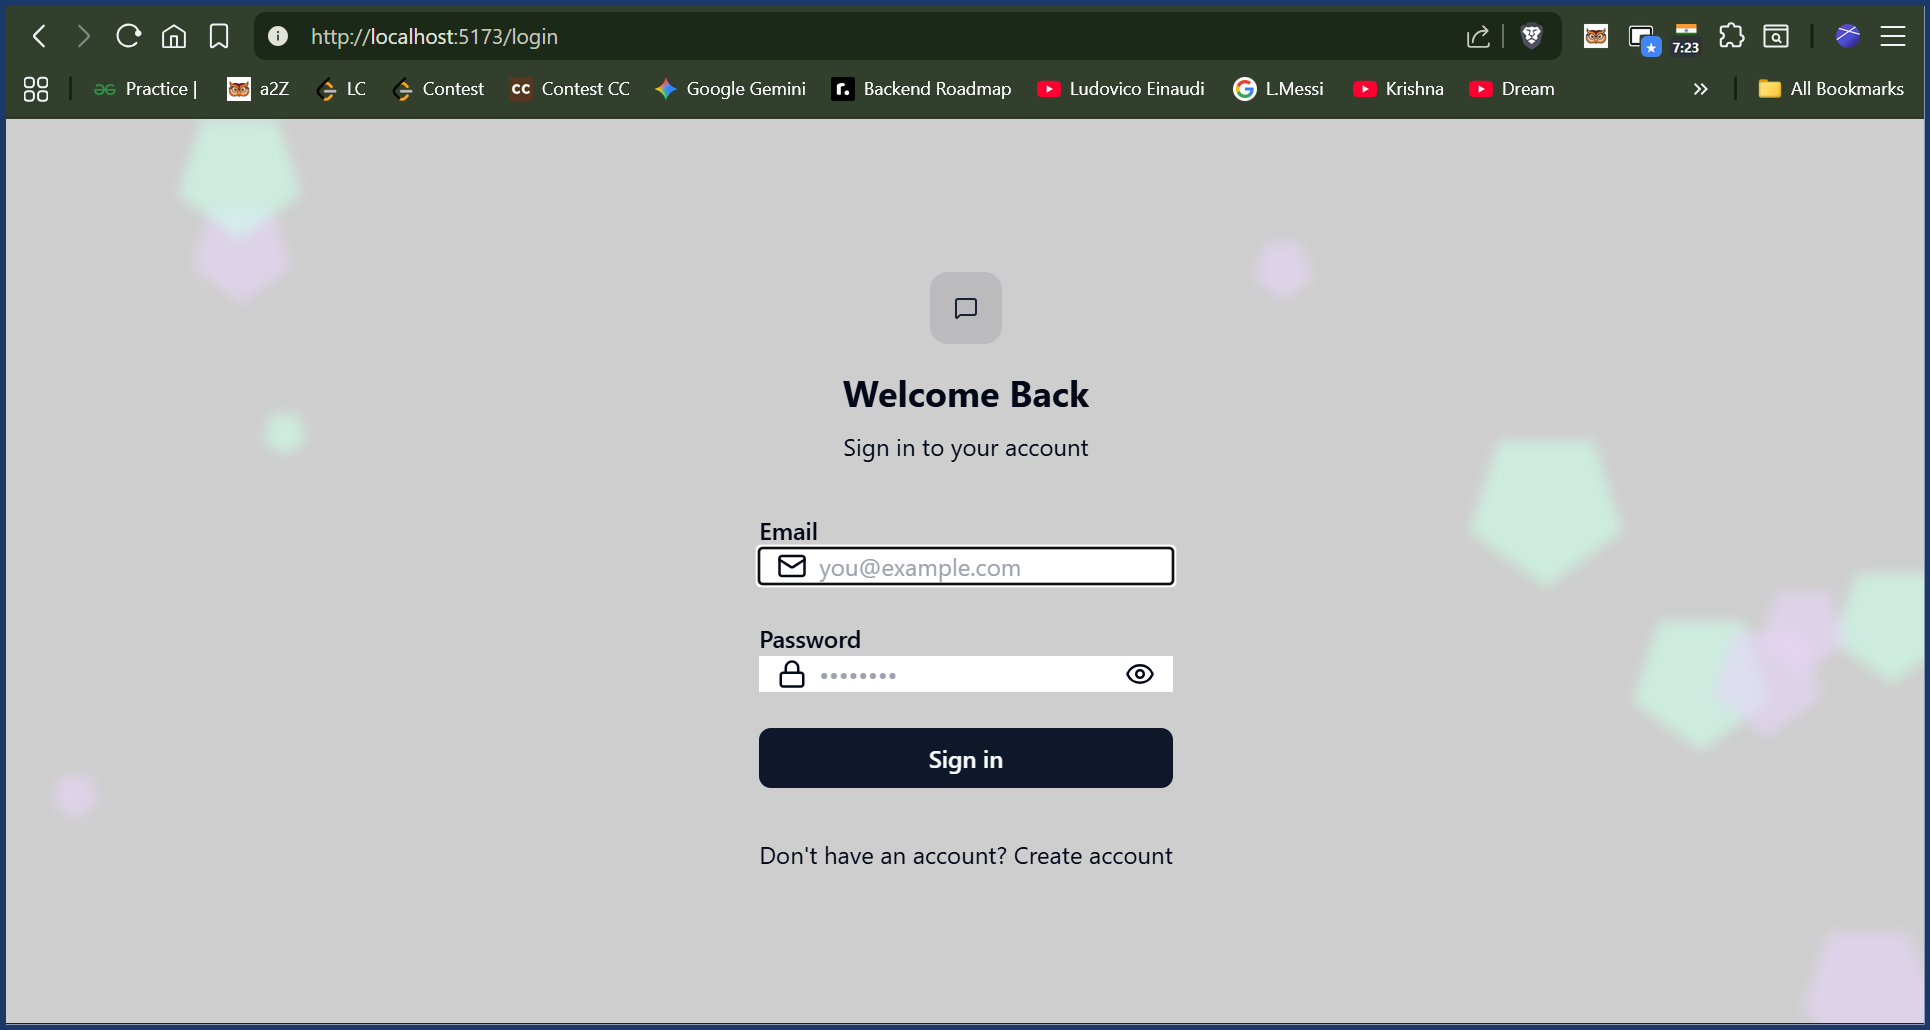 http://localhost:5173/login
7:23
Practice |
a2Z
LC
Contest
CC
Contest CC
Google Gemini
r.
Backend Roadmap
Ludovico Einaudi
G
L.Messi
Krishna
Dream
All Bookmarks
Welcome Back
Sign in to your account
Email
you@example.com
Password
••••••••
Sign in
Don't have an account? Create account